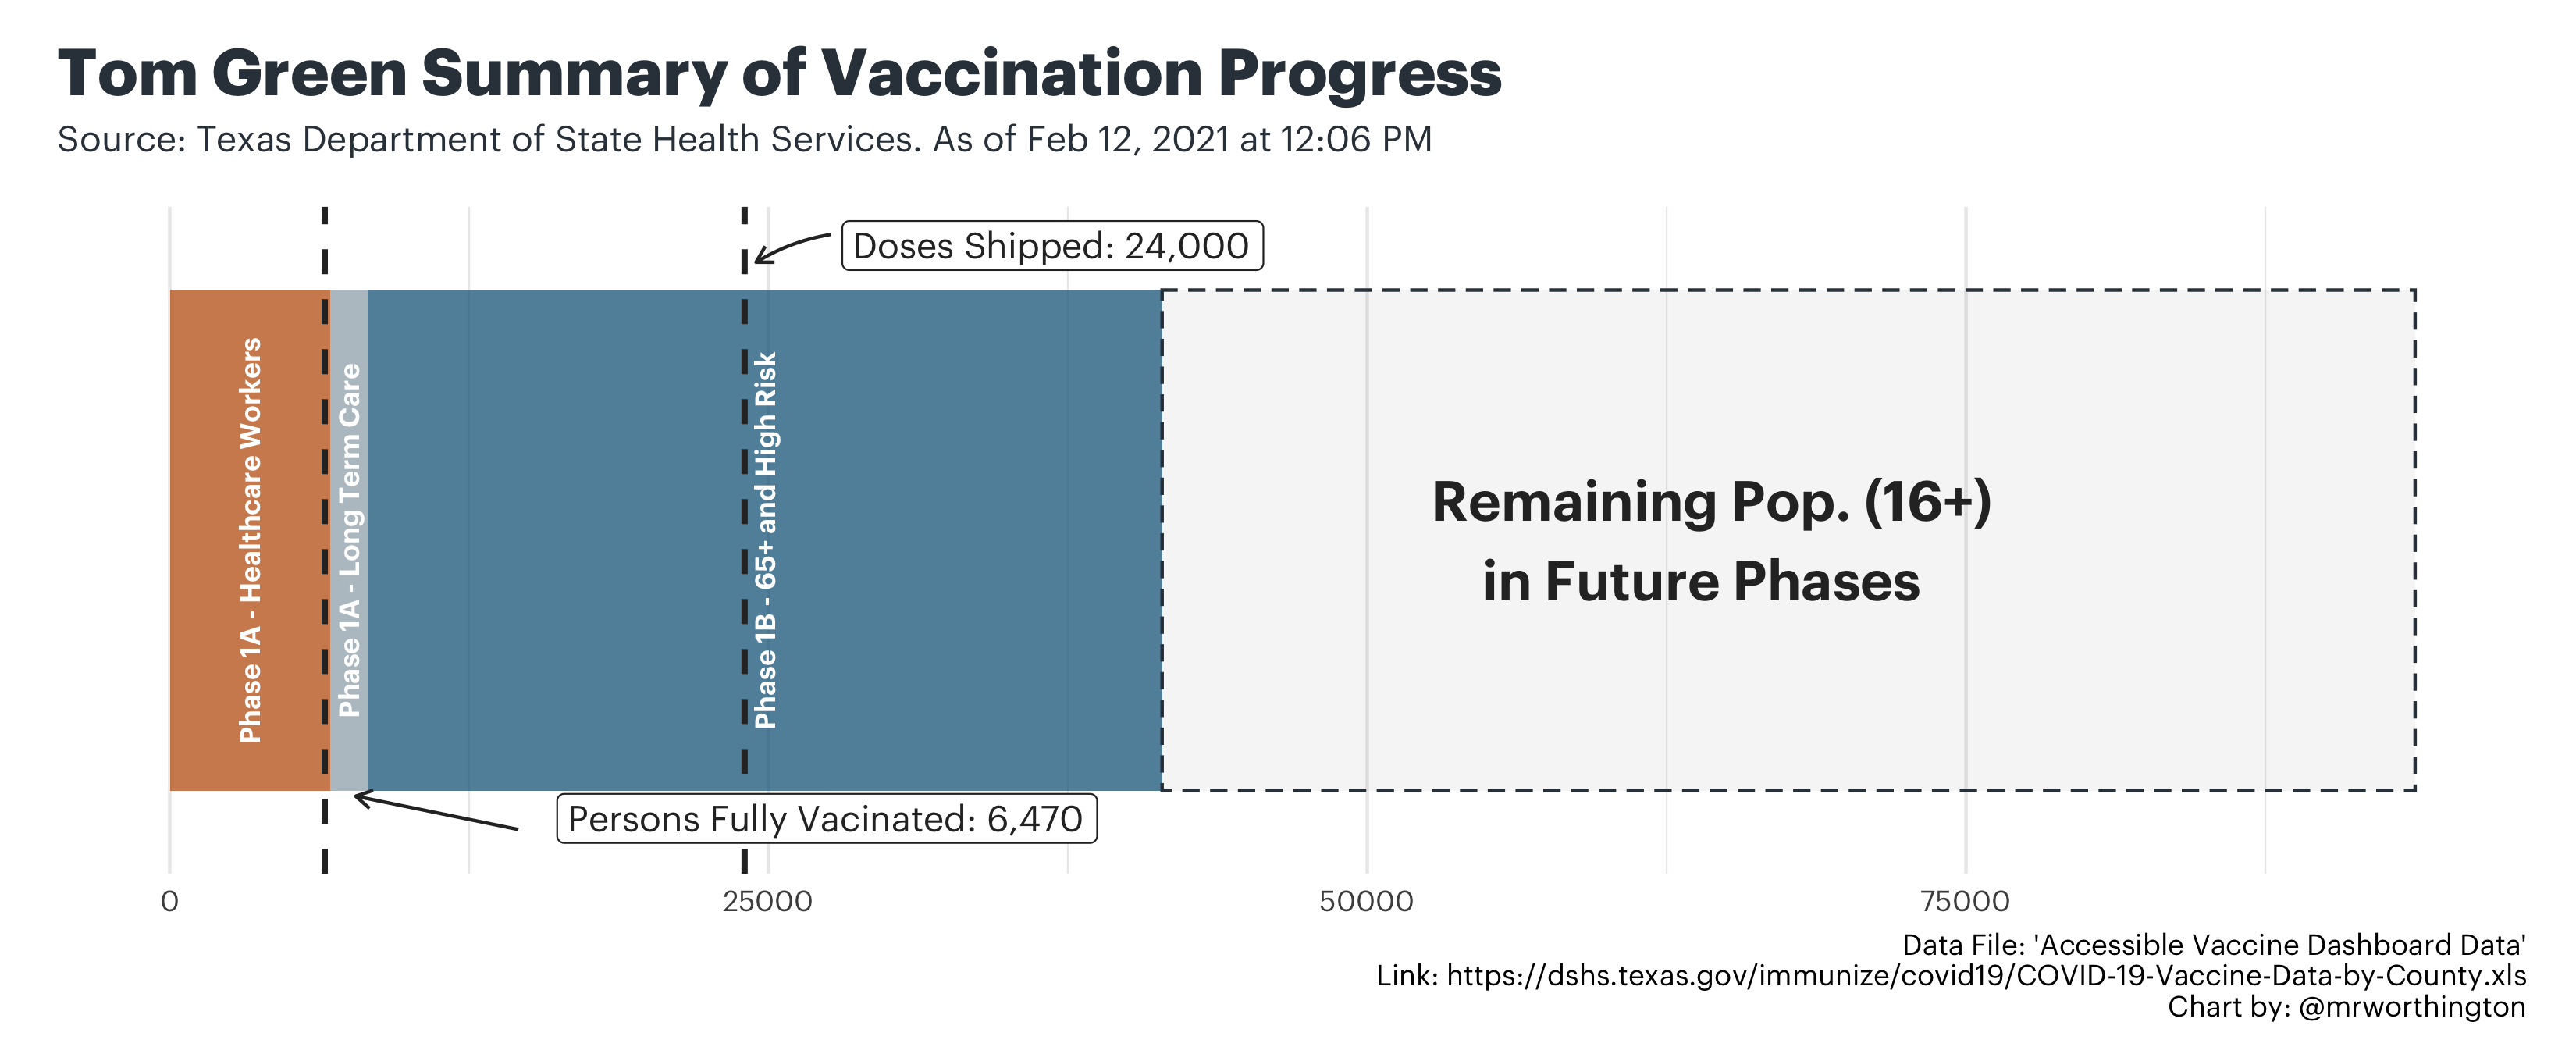 Tom Green Summary of Vaccination Progress
Source: Texas Department of State Health Services. As of Feb 12, 2021 at 12:06 PM
Doses Shipped: 24,000
Phase 1A - Healthcare Workers
Phase 1A - Long Term Care
Phase 1B - 65+ and High Risk
Remaining Pop. (16+)
in Future Phases
Persons Fully Vacinated: 6,470
0
25000
50000
75000
Data File: 'Accessible Vaccine Dashboard Data'
Link: https://dshs.texas.gov/immunize/covid19/COVID-19-Vaccine-Data-by-County.xls
Chart by: @mrworthington